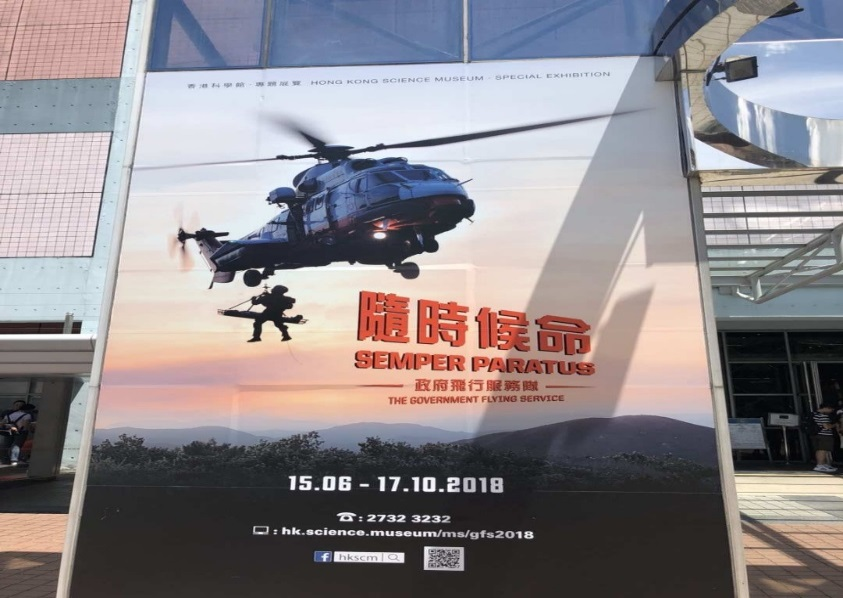 香港科學館 · 專題展覽 HONG KONG SCIENCE MUSEUM · SPECIAL EXHIBITION
隨時候命
SEMPER PARATUS
政府飛行服務隊
THE GOVERNMENT FLYING SERVICE
15.06 - 17.10.2018
☎ : 2732 3232
: hk.science.museum/ms/gfs2018
f hkscm